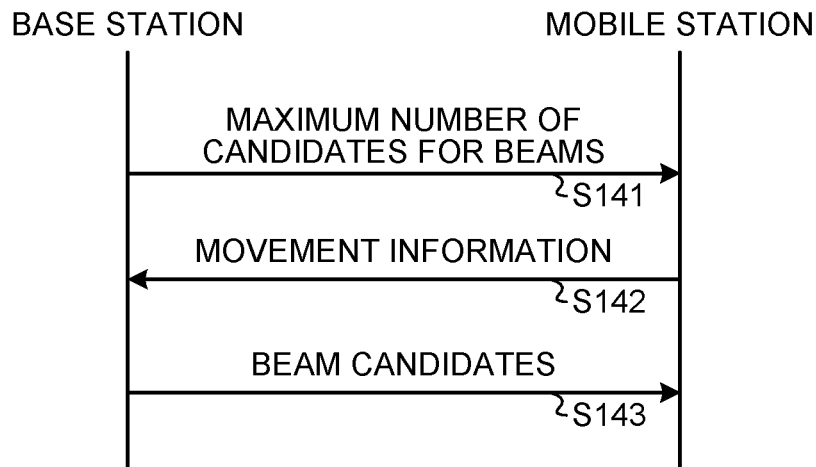 BASE STATION
MOBILE STATION
MAXIMUM NUMBER OF
CANDIDATES FOR BEAMS
S141
MOVEMENT INFORMATION
S142
BEAM CANDIDATES
S143